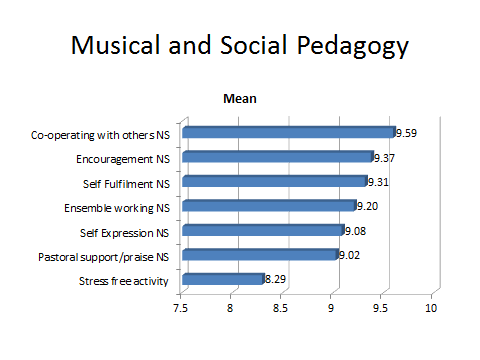 Musical and Social Pedagogy
Mean
Co-operating with others NS 9.59
Encouragement NS 9.37
Self Fulfilment NS 9.31
Ensemble working NS 9.20
Self Expression NS 9.08
Pastoral support/praise NS 9.02
Stress free activity 8.29
7.5 8 8.5 9 9.5 10